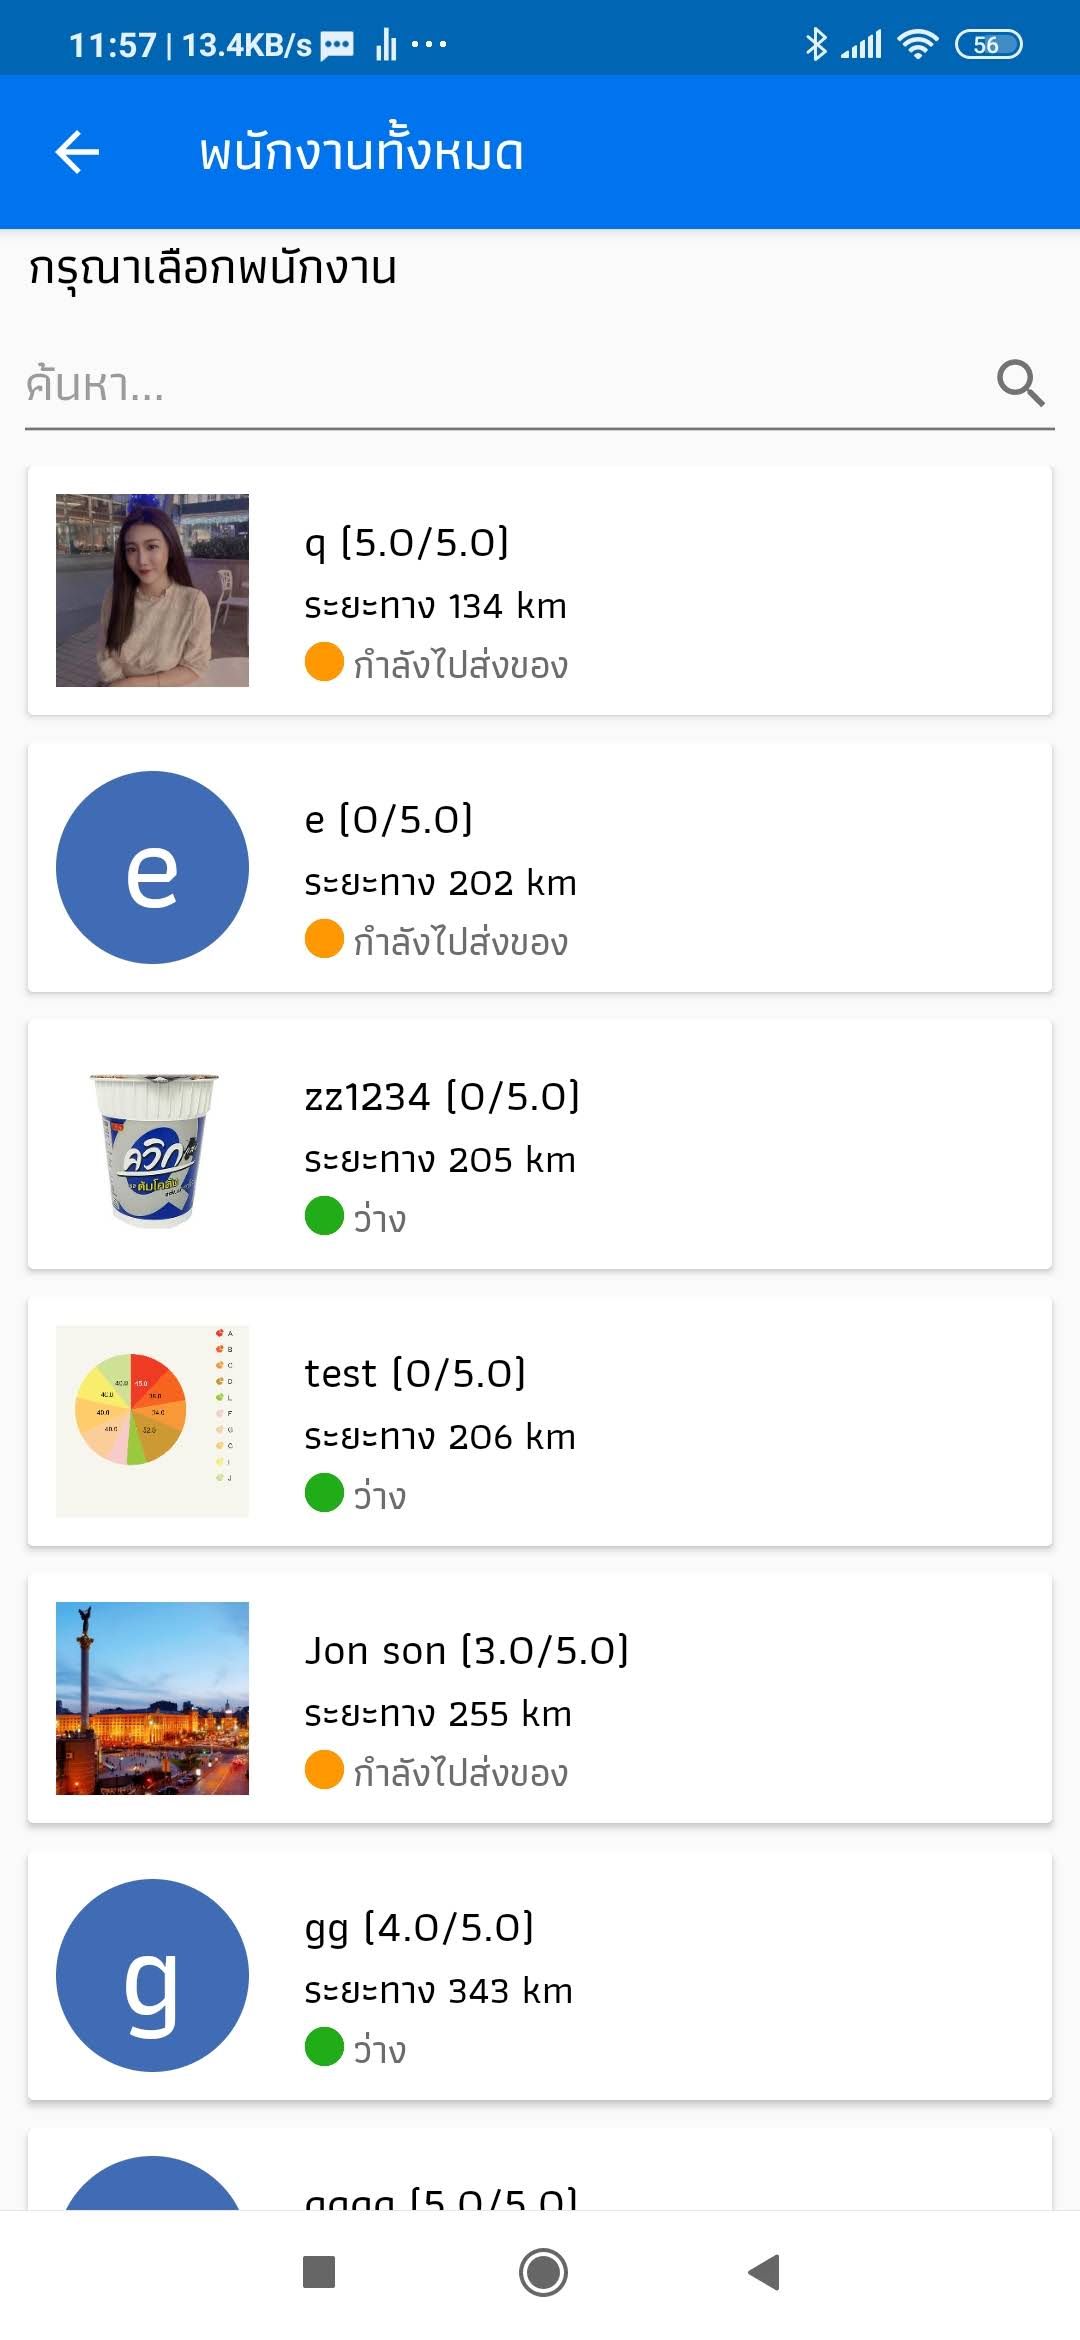 11:57 | 13.4KB/s
56
พนักงานทั้งหมด
กรุณาเลือกพนักงาน
ค้นหา...
q (5.0/5.0)
ระยะทาง 134 km
กำลังไปส่งของ
e
e (0/5.0)
ระยะทาง 202 km
กำลังไปส่งของ
ควิก
zz1234 (0/5.0)
ระยะทาง 205 km
ว่าง
test (0/5.0)
ระยะทาง 206 km
ว่าง
Jon son (3.0/5.0)
ระยะทาง 255 km
กำลังไปส่งของ
g
gg (4.0/5.0)
ระยะทาง 343 km
ว่าง
(5.0/5.0)